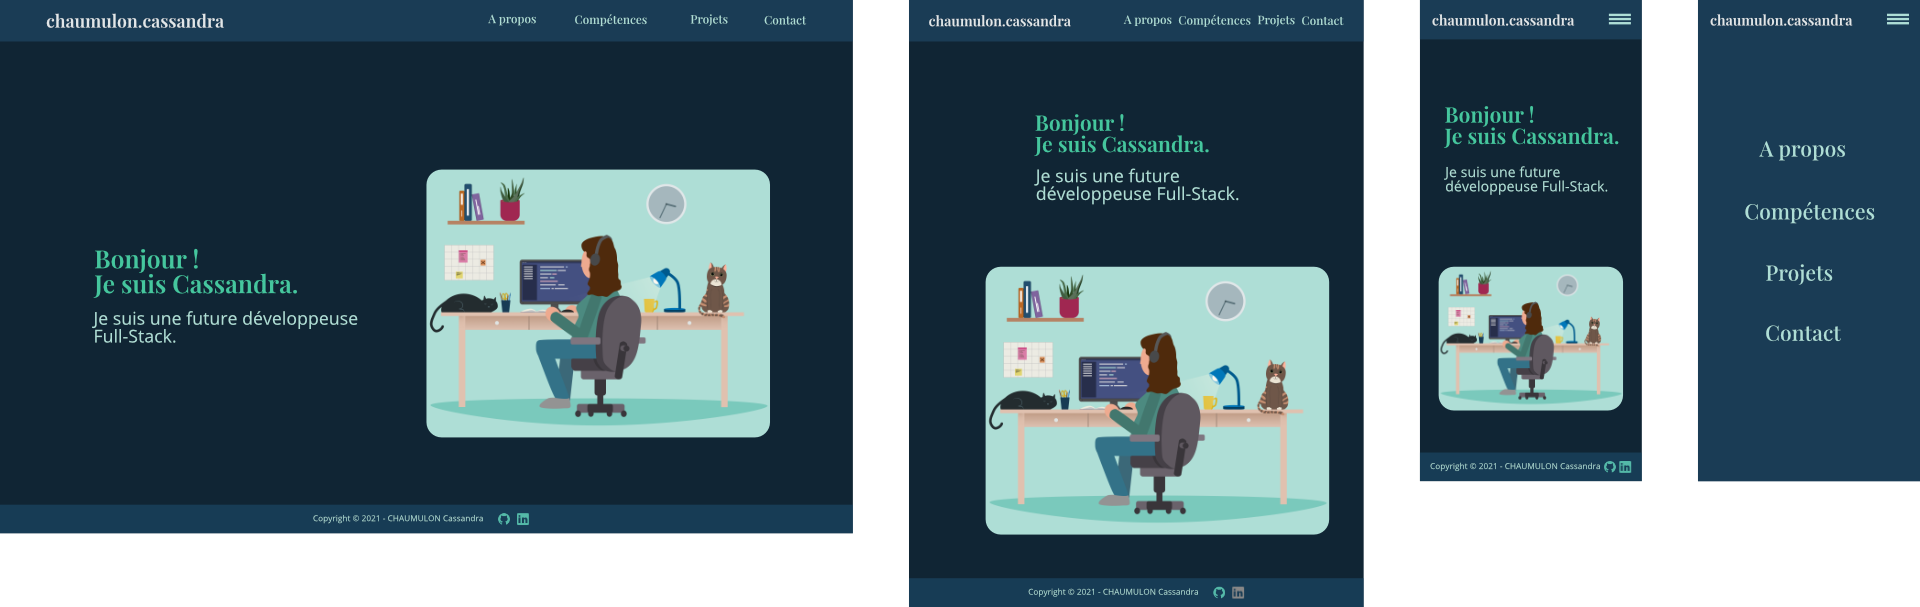 chaumulon.cassandra
A propos
Compétences
Projets
Contact
Bonjour !
Je suis Cassandra.
Je suis une future développeuse
Full-Stack.
Copyright © 2021 - CHAUMULON Cassandra
in
chaumulon.cassandra
A propos
Compétences
Projets
Contact
Bonjour !
Je suis Cassandra.
Je suis une future
développeuse Full-Stack.
Copyright © 2021 - CHAUMULON Cassandra
in
chaumulon.cassandra
Bonjour !
Je suis Cassandra.
Je suis une future
développeuse Full-Stack.
Copyright © 2021 - CHAUMULON Cassandra
in
chaumulon.cassandra
A propos
Compétences
Projets
Contact